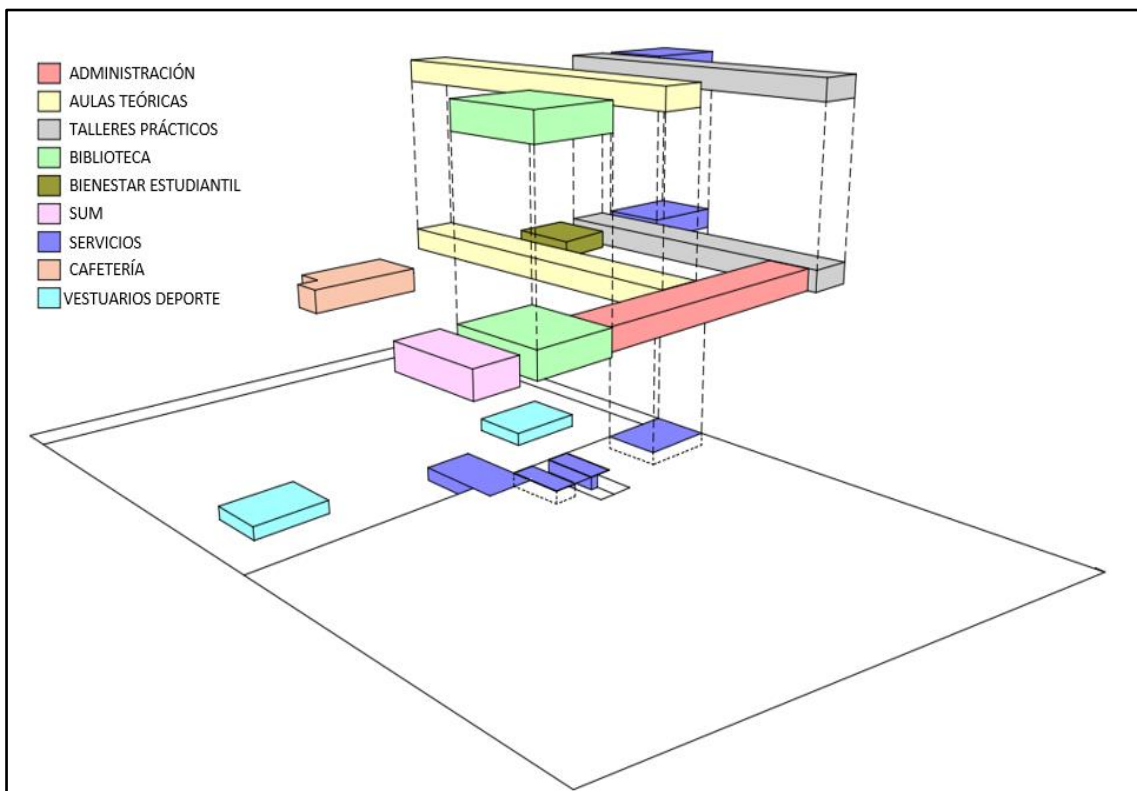 ADMINISTRACIÓN
AULAS TEÓRICAS
TALLERES PRÁCTICOS
BIBLIOTECA
BIENESTAR ESTUDIANTIL
SUM
SERVICIOS
CAFETERÍA
VESTUARIOS DEPORTE